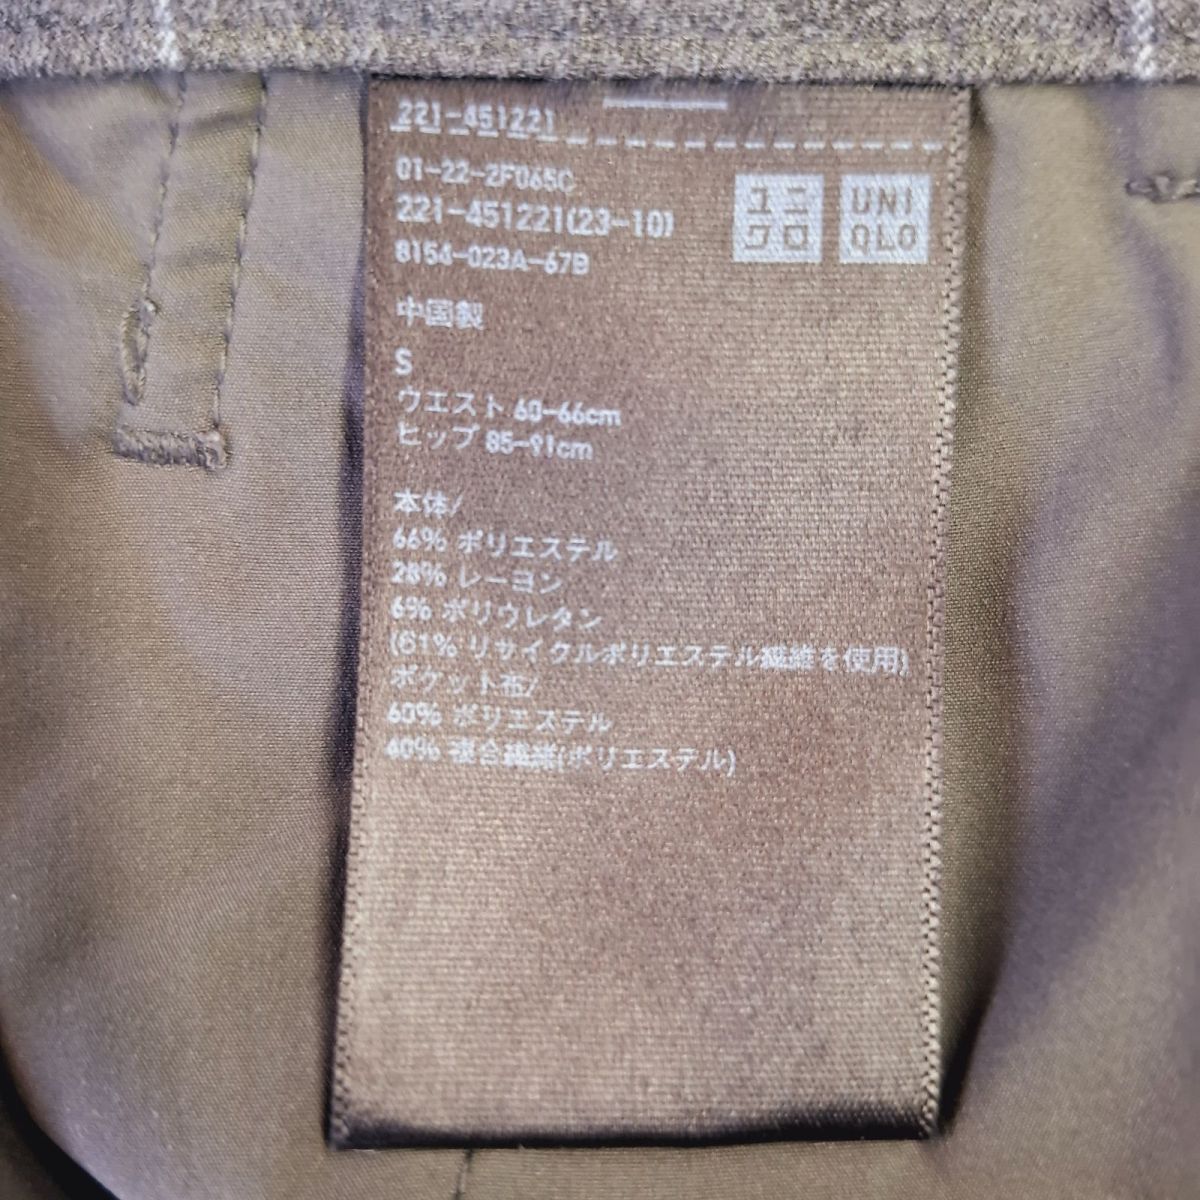 221-451221
01-22-2F065C
221-451221(23-10)
8154-023A-67B
ユニクロ
UNIQLO
中国製
S
ウエスト 60-66cm
ヒップ 85-91cm
本体/
66% ポリエステル
28% レーヨン
6% ポリウレタン
(61% リサイクルポリエステル繊維を使用)
ポケット布/
60% ポリエステル
40% 複合繊維(ポリエステル)